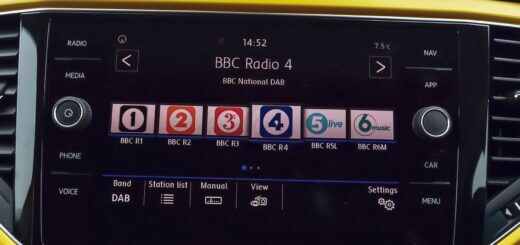 RADIO
14:52
7.5°C
NAV
BBC Radio 4
MEDIA
BBC National DAB
APP
1
2
3
4
5 live
6 music
BBC R1
BBC R2
BBC R3
BBC R4
BBC R5L
BBC R6M
PHONE
CAR
VOICE
Band
DAB
Station list
Manual
View
Settings
MENU